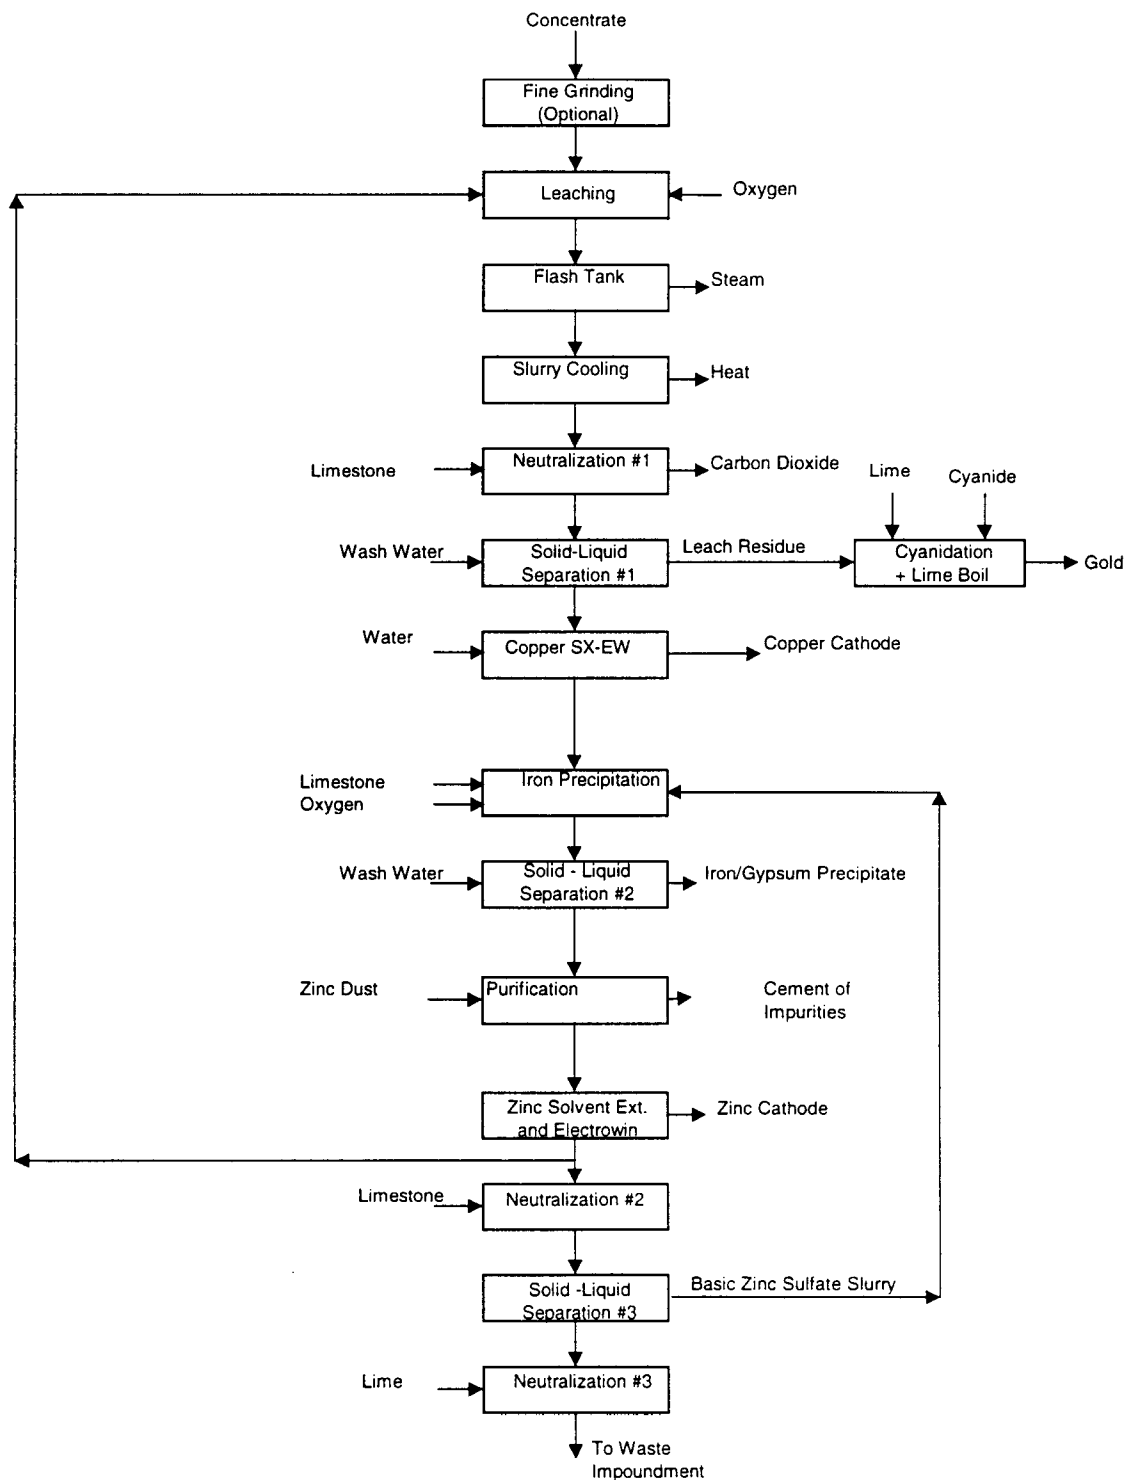 Concentrate
Fine Grinding
(Optional)
Leaching
Oxygen
Flash Tank
Steam
Slurry Cooling
Heat
Limestone
Neutralization #1
Carbon Dioxide
Lime
Cyanide
Wash Water
Solid-Liquid
Separation #1
Leach Residue
Cyanidation
+ Lime Boil
Gold
Water
Copper SX-EW
Copper Cathode
Limestone
Oxygen
Iron Precipitation
Wash Water
Solid - Liquid
Separation #2
Iron/Gypsum Precipitate
Zinc Dust
Purification
Cement of
Impurities
Zinc Solvent Ext.
and Electrowin
Zinc Cathode
Limestone
Neutralization #2
Solid -Liquid
Separation #3
Basic Zinc Sulfate Slurry
Lime
Neutralization #3
To Waste
Impoundment